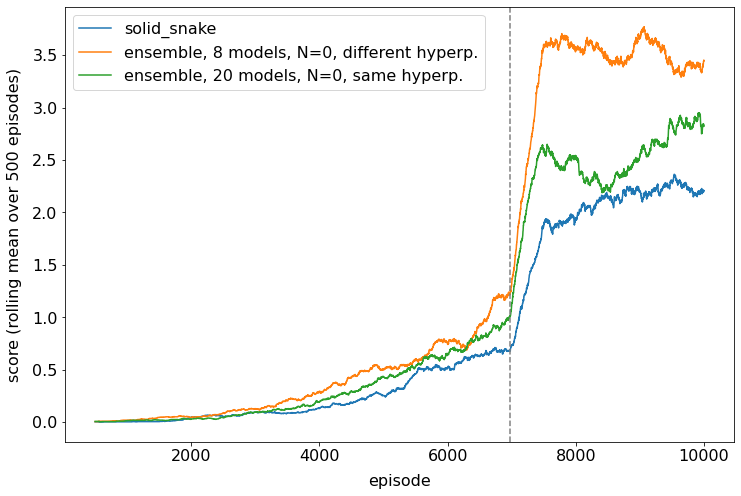 solid_snake
ensemble, 8 models, N=0, different hyperp.
ensemble, 20 models, N=0, same hyperp.
score (rolling mean over 500 episodes)
3.5
3.0
2.5
2.0
1.5
1.0
0.5
0.0
2000 4000 6000 8000 10000
episode